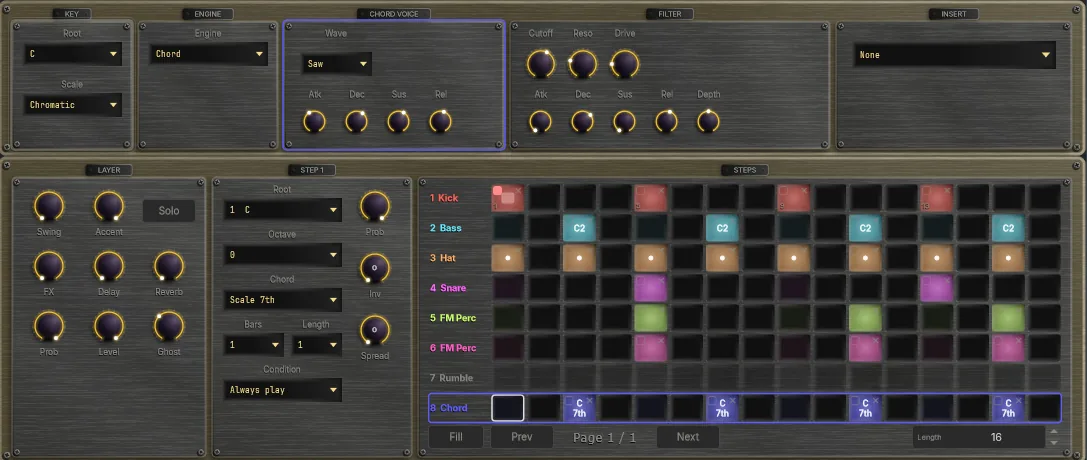 KEY
ENGINE
CHORD VOICE
FILTER
INSERT
Root
C
Scale
Chromatic
Engine
Chord
Wave
Saw
Atk Dec Sus Rel
Cutoff Reso Drive
Atk Dec Sus Rel Depth
None
LAYER
STEP 1
STEPS
Swing Accent Solo
FX Delay Reverb
Prob Level Ghost
Root
1 C
Prob
Octave
0
0
Inv
Chord
Scale 7th
Bars Length
1 1
0
Spread
Condition
Always play
1 Kick
2 Bass C2 C2 C2 C2
3 Hat
4 Snare
5 FM Perc
6 FM Perc
7 Rumble
8 Chord C 7th C 7th C 7th C 7th
Fill Prev Page 1 / 1 Next Length 16